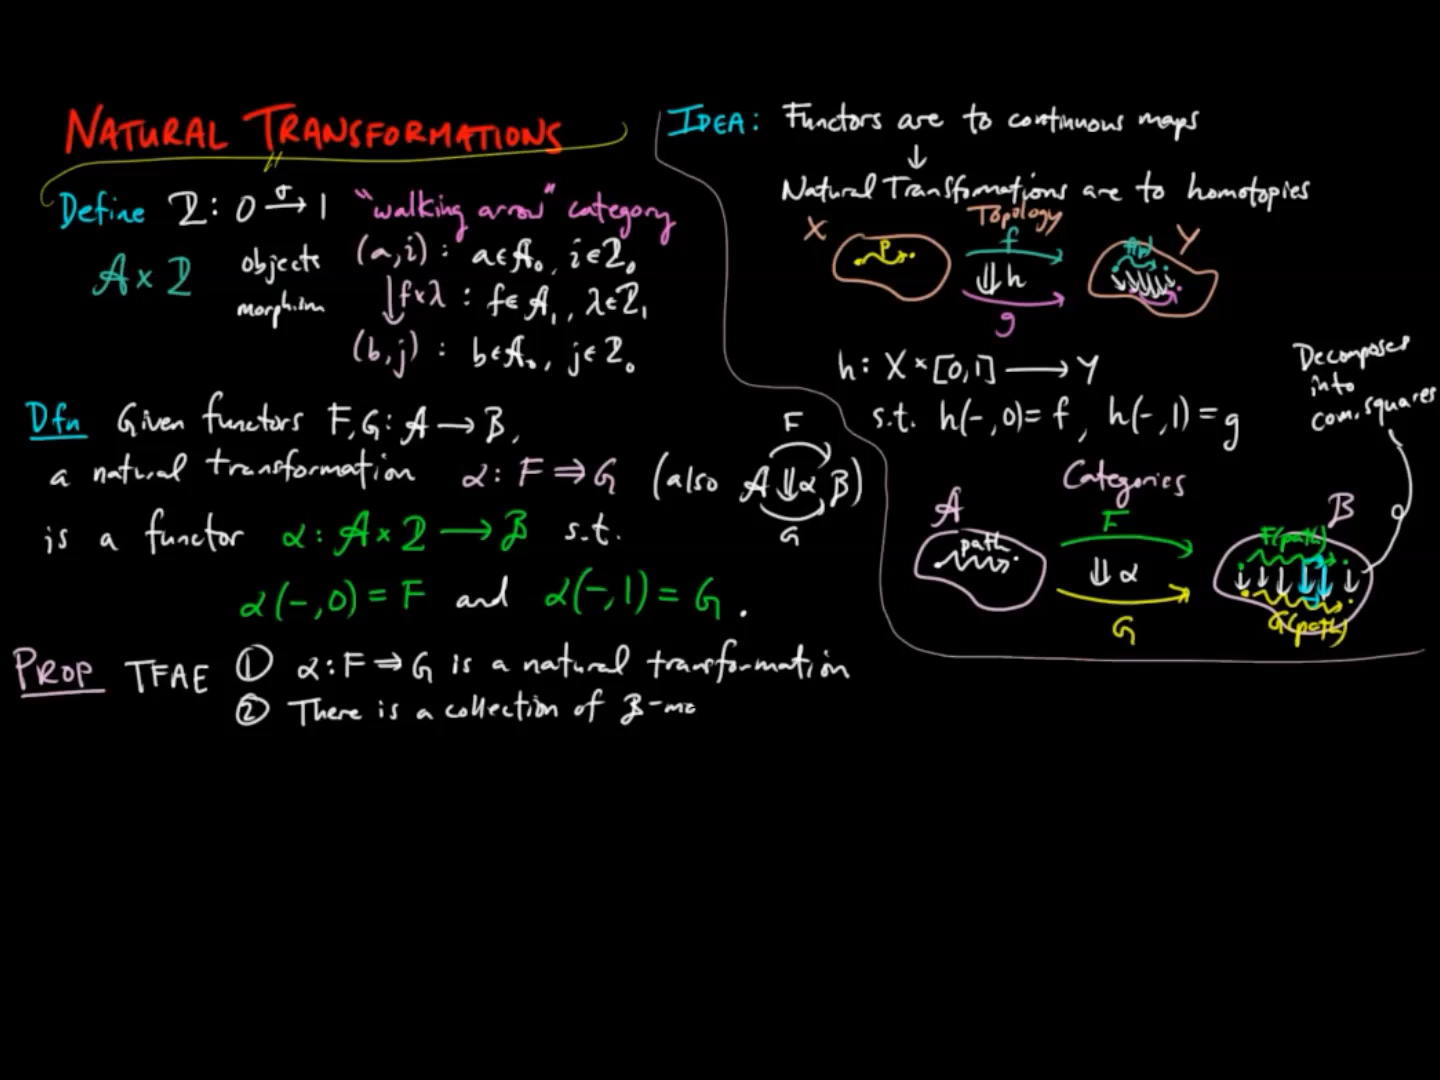 NATURAL TRANSFORMATIONS
Define 𝟚: 0 →σ 1 "walking arrow" category
A × 𝟚 objects (a,i) : a∈A₀, i∈𝟚₀
morphism ↓ f×λ : f∈A₁, λ∈𝟚₁
(b,j) : b∈A₀, j∈𝟚₀
Dfn Given functors F,G: A → B,
a natural transformation α: F ⇒ G (also A ⇓α B)
F
G
is a functor α: A × 𝟚 → B s.t.
α(-,0) = F and α(-,1) = G .
PROP TFAE ① α: F ⇒ G is a natural transformation
② There is a collection of B-mo
IDEA: Functors are to continuous maps
↓
Natural Transformations are to homotopies
Topology
X p f Y
⇓ h
g
h: X × [0,1] → Y
s.t. h(-,0) = f, h(-,1) = g
Decomposes
into
com. squares
Categories
A F B
path ⇓ α F(path)
G G(path)